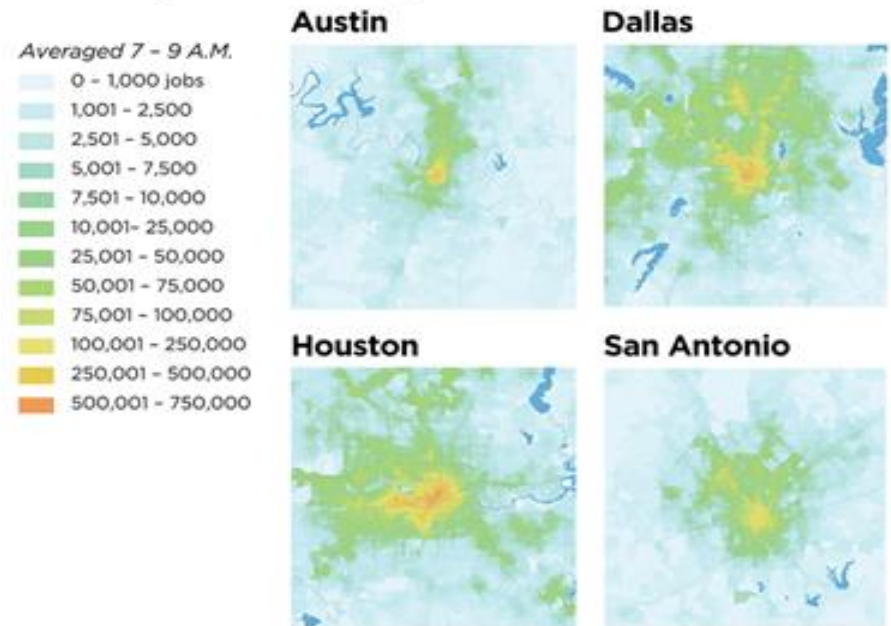 Austin
Dallas
Averaged 7 – 9 A.M.
0 – 1,000 jobs
1,001 – 2,500
2,501 – 5,000
5,001 – 7,500
7,501 – 10,000
10,001– 25,000
25,001 – 50,000
50,001 – 75,000
75,001 – 100,000
100,001 – 250,000
250,001 – 500,000
500,001 – 750,000
Houston
San Antonio